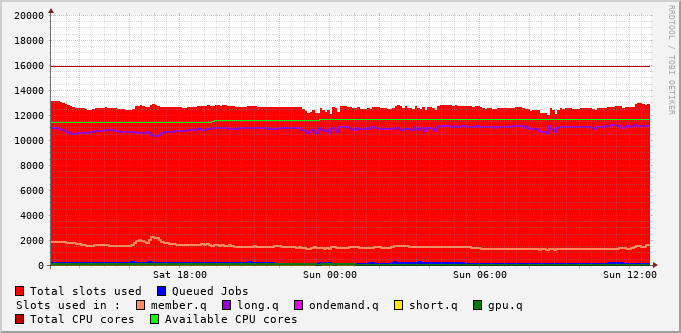 20000
18000
16000
14000
12000
10000
8000
6000
4000
2000
0
Sat 18:00 Sun 00:00 Sun 06:00 Sun 12:00
RRDTOOL / TOBI OETIKER
Total slots used Queued Jobs
Slots used in : member.q long.q ondemand.q short.q gpu.q
Total CPU cores Available CPU cores